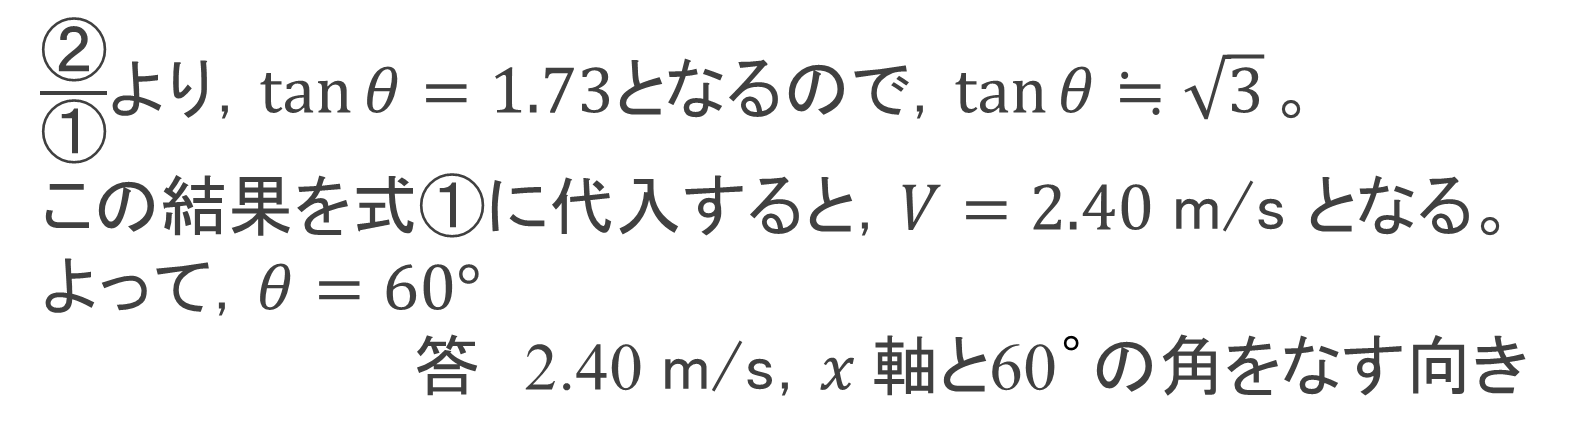 ②/①より, tan θ = 1.73となるので, tan θ ≒ √3 。
この結果を式①に代入すると, V = 2.40 m/s となる。
よって, θ = 60°
答 2.40 m/s, x 軸と60°の角をなす向き